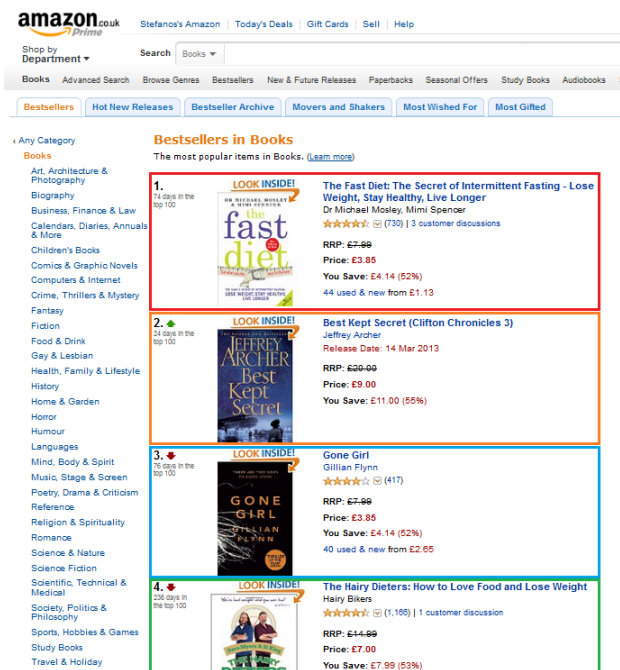 amazon.co.uk
Prime
Stefanos's Amazon | Today's Deals | Gift Cards | Sell | Help
Shop by
Department
Search Books
Books Advanced Search Browse Genres Bestsellers New & Future Releases Paperbacks Seasonal Offers Study Books Audiobooks
Bestsellers Hot New Releases Bestseller Archive Movers and Shakers Most Wished For Most Gifted
‹ Any Category
Books
Art, Architecture &
Photography
Biography
Business, Finance & Law
Calendars, Diaries, Annuals
& More
Children's Books
Comics & Graphic Novels
Computers & Internet
Crime, Thrillers & Mystery
Fantasy
Fiction
Food & Drink
Gay & Lesbian
Health, Family & Lifestyle
History
Home & Garden
Horror
Humour
Languages
Mind, Body & Spirit
Music, Stage & Screen
Poetry, Drama & Criticism
Reference
Religion & Spirituality
Romance
Science & Nature
Science Fiction
Scientific, Technical &
Medical
Society, Politics &
Philosophy
Sports, Hobbies & Games
Study Books
Travel & Holiday
Bestsellers in Books
The most popular items in Books. (Learn more)
1.
74 days in the
top 100
LOOK INSIDE!
DR MICHAEL MOSLEY
& MIMI SPENCER
the
fast
diet
LOSE WEIGHT, STAY HEALTHY,
LIVE LONGER
The Fast Diet: The Secret of Intermittent Fasting - Lose
Weight, Stay Healthy, Live Longer
Dr Michael Mosley, Mimi Spencer
(730) | 3 customer discussions
RRP: £7.99
Price: £3.85
You Save: £4.14 (52%)
44 used & new from £1.13
2.
24 days in the
top 100
LOOK INSIDE!
JEFFREY
ARCHER
Best
Kept
Secret
Best Kept Secret (Clifton Chronicles 3)
Jeffrey Archer
Release Date: 14 Mar 2013
RRP: £20.00
Price: £9.00
You Save: £11.00 (55%)
3.
76 days in the
top 100
LOOK INSIDE!
THERE ARE TWO SIDES
TO EVERY STORY
GONE
GIRL
GILLIAN
FLYNN
Gone Girl
Gillian Flynn
(417)
RRP: £7.99
Price: £3.85
You Save: £4.14 (52%)
40 used & new from £2.65
4.
236 days in
the top 100
LOOK INSIDE!
THE HAIRY
The Hairy Dieters: How to Love Food and Lose Weight
Hairy Bikers
(1,166) | 1 customer discussion
RRP: £14.99
Price: £7.00
You Save: £7.99 (53%)